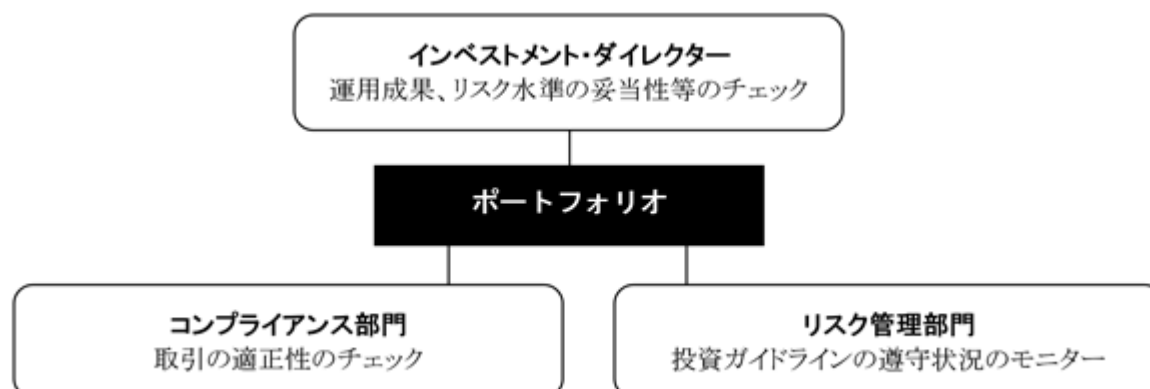 インベストメント・ダイレクター
運用成果、リスク水準の妥当性等のチェック
ポートフォリオ
コンプライアンス部門
取引の適正性のチェック
リスク管理部門
投資ガイドラインの遵守状況のモニター